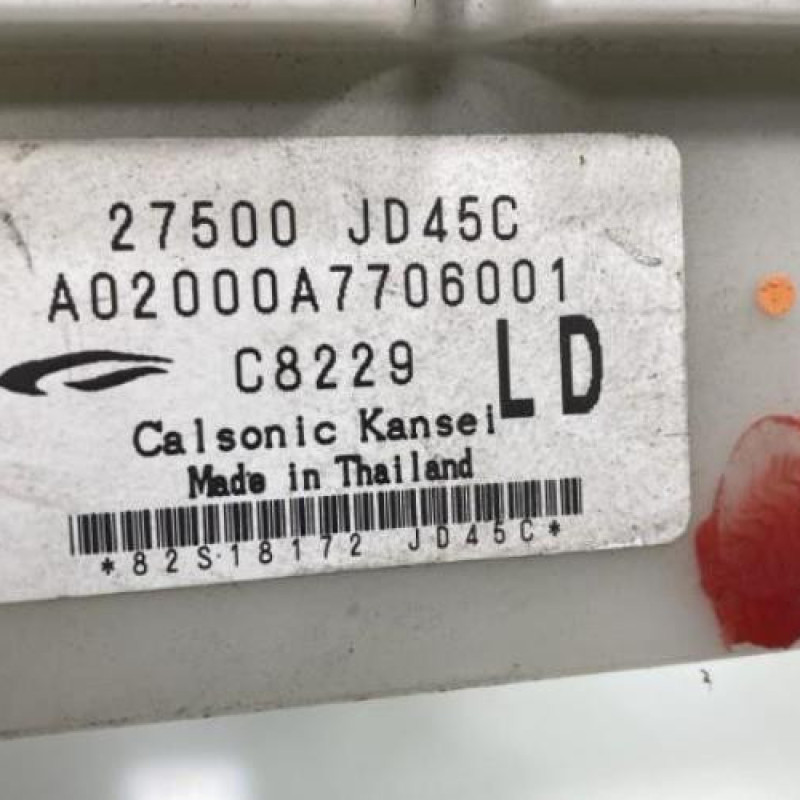 27500 JD45C
A02000A7706001
C8229 LD
Calsonic Kansei
Made in Thailand
*82S18172 JD45C*